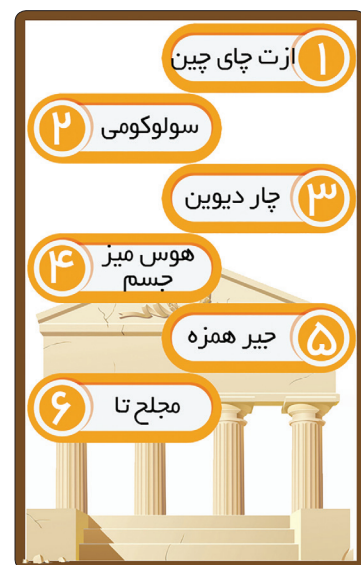 ۱ ازت چای چین
۲ سولوکومی
۳ چار دیوین
۴ هوس میز
جسم
۵ جیر همزه
۶ مجلح تا